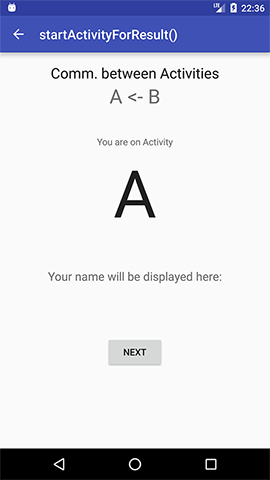 LTE 22:36
startActivityForResult()
Comm. between Activities
A <- B
You are on Activity
A
Your name will be displayed here:
NEXT